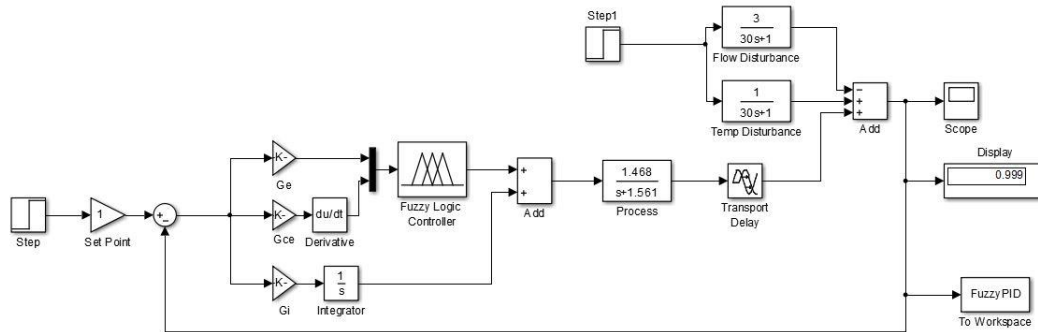 Step1
3
30s+1
Flow Disturbance
1
30s+1
Temp Disturbance
−
+
+
Add
Scope
Display
0.999
K-
Ge
Fuzzy Logic
Controller
+
+
Add
1.468
s+1.561
Process
Transport
Delay
Step
1
Set Point
+
−
K-
Gce
du/dt
Derivative
K-
Gi
1
s
Integrator
FuzzyPID
To Workspace